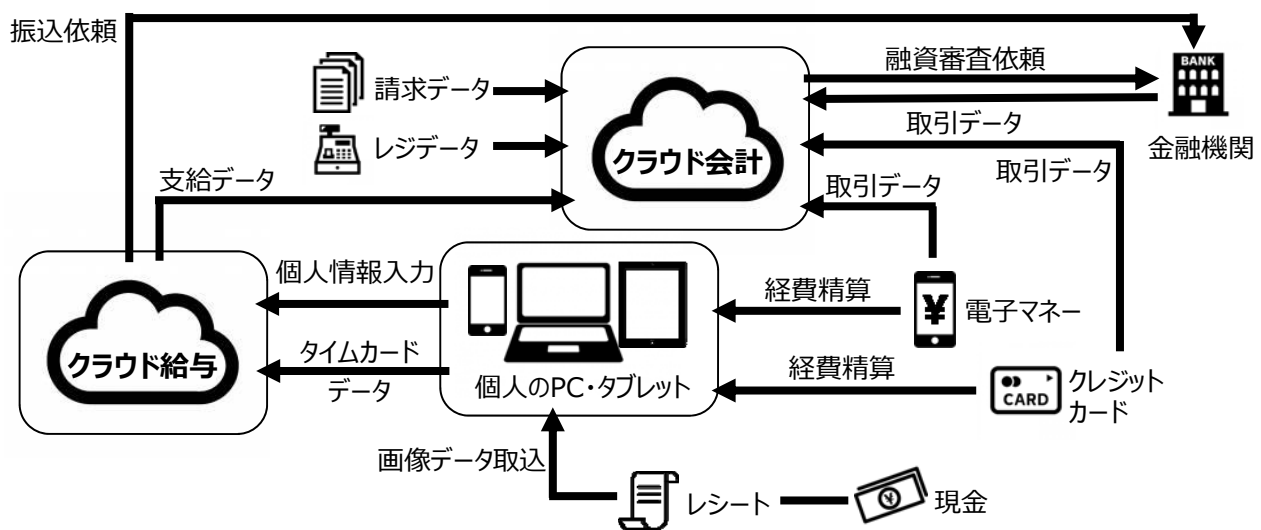 振込依頼
BANK
融資審査依頼
請求データ
取引データ
金融機関
レジデータ
クラウド会計
取引データ
支給データ
取引データ
個人情報入力
経費精算
¥
電子マネー
クラウド給与
タイムカード
データ
経費精算
クレジット
カード
CARD
個人のPC・タブレット
画像データ取込
レシート
¥
現金